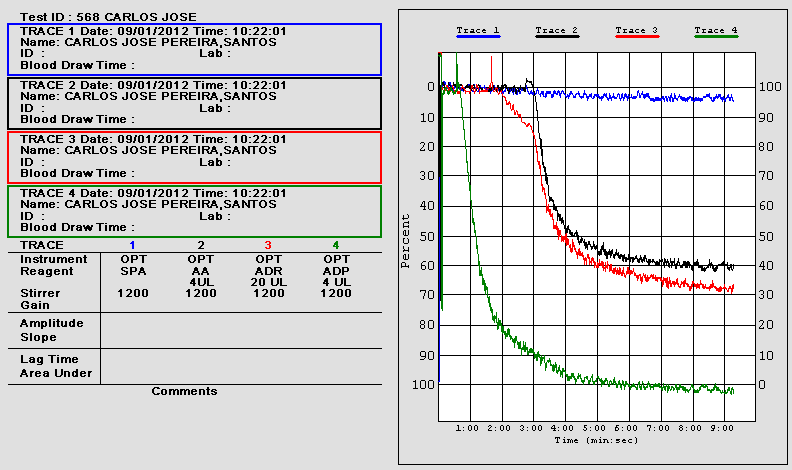 Test ID : 568 CARLOS JOSE
TRACE 1 Date: 09/01/2012 Time: 10:22:01
Name: CARLOS JOSE PEREIRA,SANTOS
ID : Lab :
Blood Draw Time :
TRACE 2 Date: 09/01/2012 Time: 10:22:01
Name: CARLOS JOSE PEREIRA,SANTOS
ID : Lab :
Blood Draw Time :
TRACE 3 Date: 09/01/2012 Time: 10:22:01
Name: CARLOS JOSE PEREIRA,SANTOS
ID : Lab :
Blood Draw Time :
TRACE 4 Date: 09/01/2012 Time: 10:22:01
Name: CARLOS JOSE PEREIRA,SANTOS
ID : Lab :
Blood Draw Time :
TRACE 1 2 3 4
Instrument OPT OPT OPT OPT
Reagent SPA AA ADR ADP
4UL 20 UL 4 UL
Stirrer 1200 1200 1200 1200
Gain
Amplitude
Slope
Lag Time
Area Under
Comments
Trace 1 Trace 2 Trace 3 Trace 4
0 100
10 90
20 80
30 70
40 60
50 50
60 40
70 30
80 20
90 10
100 0
Percent
1:00 2:00 3:00 4:00 5:00 6:00 7:00 8:00 9:00
Time (min:sec)